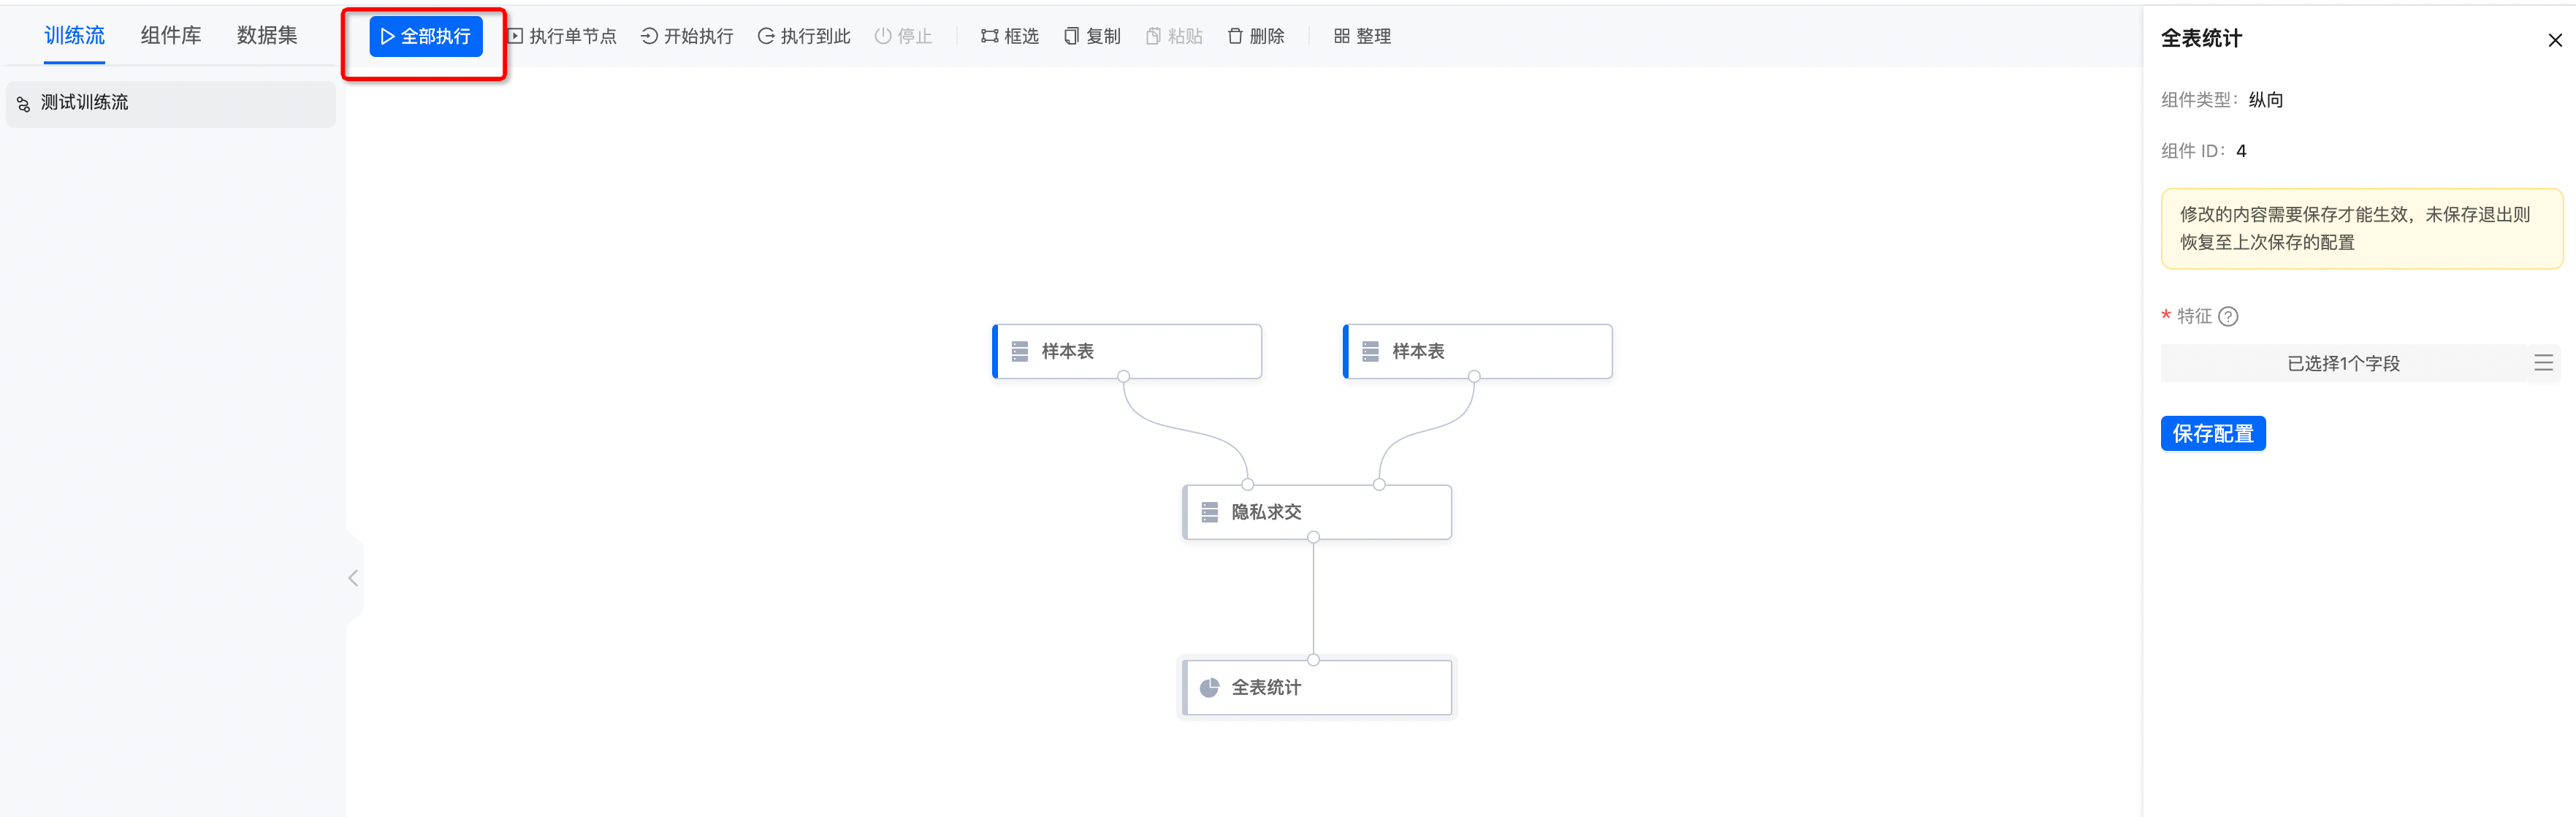 训练流 组件库 数据集
全部执行 执行单节点 开始执行 执行到此 停止 框选 复制 粘贴 删除 整理
测试训练流
样本表 样本表
隐私求交
全表统计
全表统计
组件类型：纵向
组件 ID：4
修改的内容需要保存才能生效，未保存退出则
恢复至上次保存的配置
* 特征 ?
已选择1个字段
保存配置